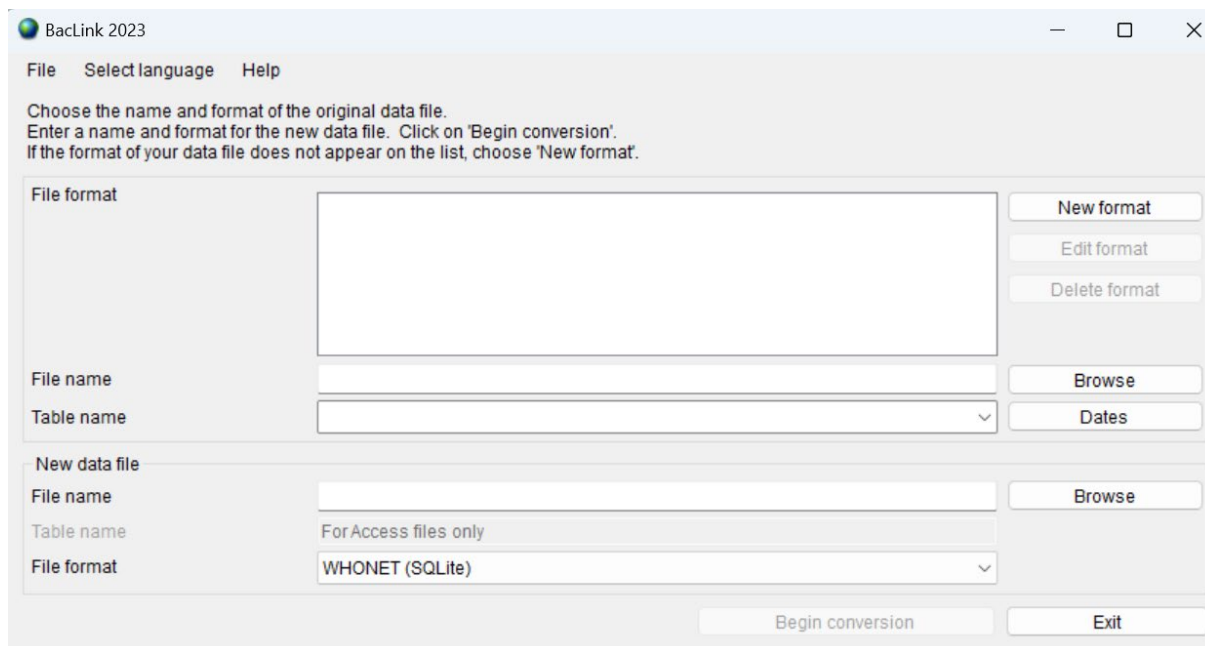 BacLink 2023
File Select language Help
Choose the name and format of the original data file.
Enter a name and format for the new data file. Click on 'Begin conversion'.
If the format of your data file does not appear on the list, choose 'New format'.
File format
New format
Edit format
Delete format
File name
Browse
Table name
Dates
New data file
File name
Browse
Table name For Access files only
File format WHONET (SQLite)
Begin conversion Exit